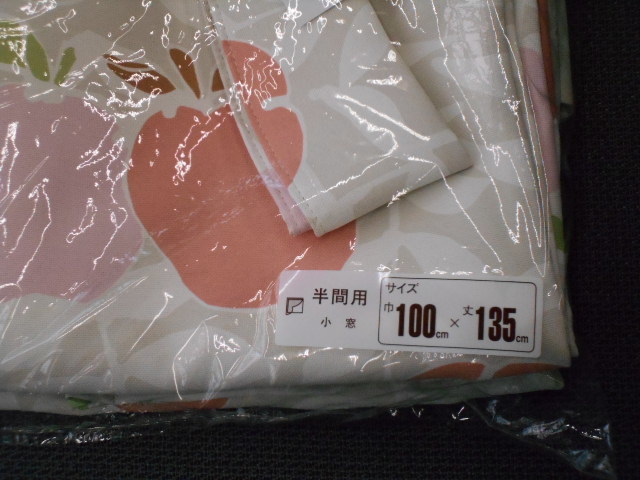 半間用
小窓
サイズ
巾100cm×丈135cm